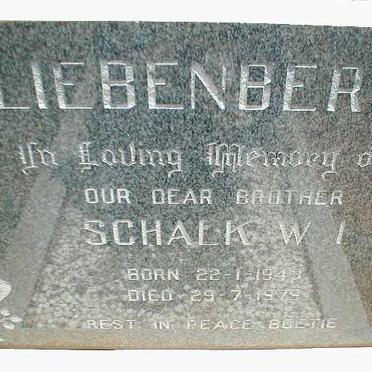 LIEBENBER
In Loving Memory o
OUR DEAR BROTHER
SCHALK W
BORN 22-1-1943
DIED 29-7-1979
REST IN PEACE BOETIE